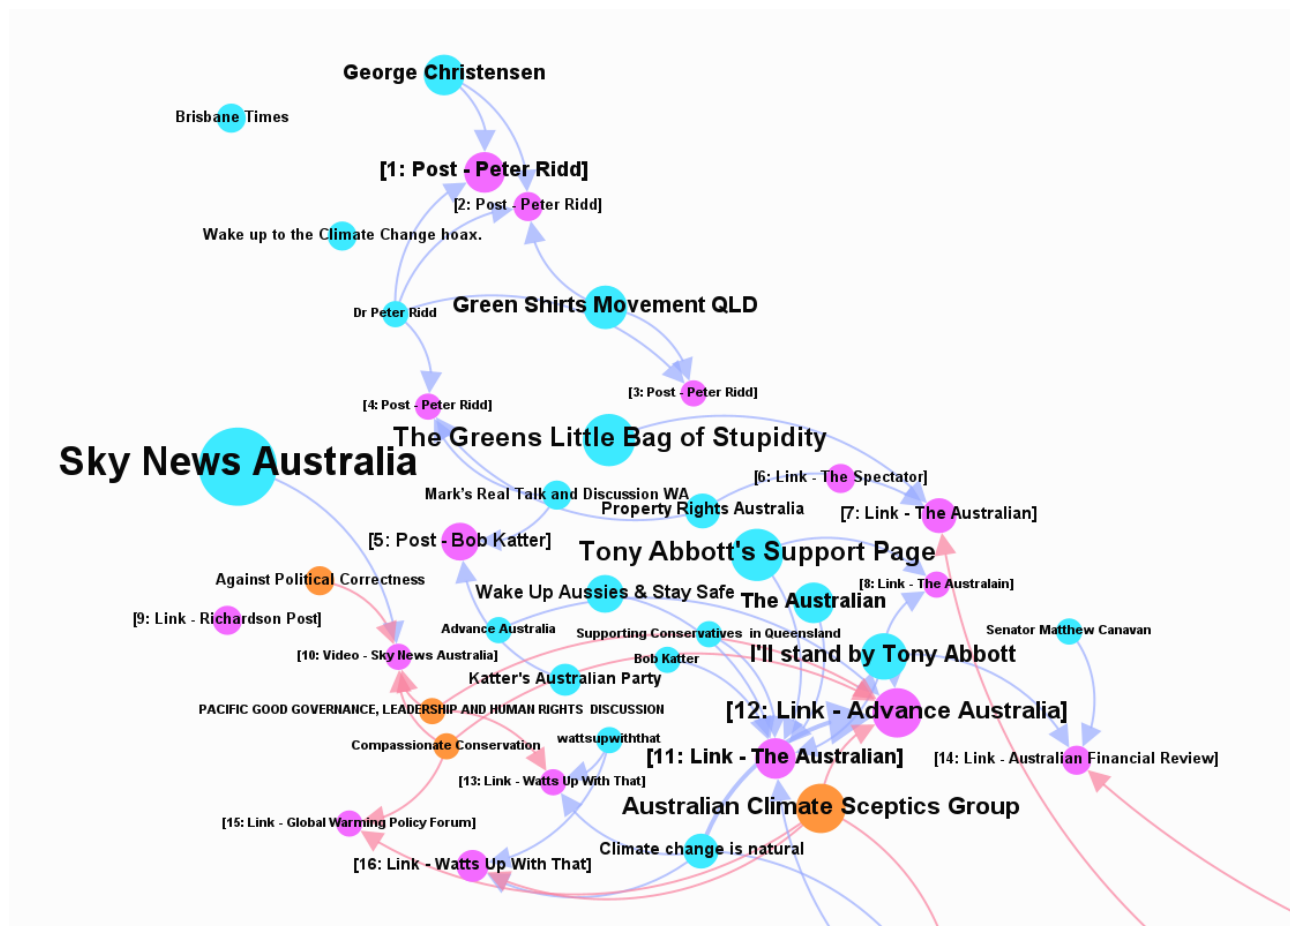 George Christensen
Brisbane Times
[1: Post - Peter Ridd]
[2: Post - Peter Ridd]
Wake up to the Climate Change hoax.
Green Shirts Movement QLD
Dr Peter Ridd
[3: Post - Peter Ridd]
[4: Post - Peter Ridd]
The Greens Little Bag of Stupidity
Sky News Australia
[6: Link - The Spectator]
Mark's Real Talk and Discussion WA
Property Rights Australia
[7: Link - The Australian]
[5: Post - Bob Katter]
Tony Abbott's Support Page
Against Political Correctness
[8: Link - The Australain]
Wake Up Aussies & Stay Safe
The Australian
[9: Link - Richardson Post]
Advance Australia
Supporting Conservatives in Queensland
Senator Matthew Canavan
[10: Video - Sky News Australia]
Bob Katter
I'll stand by Tony Abbott
Katter's Australian Party
PACIFIC GOOD GOVERNANCE, LEADERSHIP AND HUMAN RIGHTS DISCUSSION
[12: Link - Advance Australia]
Compassionate Conservation
wattsupwiththat
[11: Link - The Australian]
[14: Link - Australian Financial Review]
[13: Link - Watts Up With That]
Australian Climate Sceptics Group
[15: Link - Global Warming Policy Forum]
Climate change is natural
[16: Link - Watts Up With That]